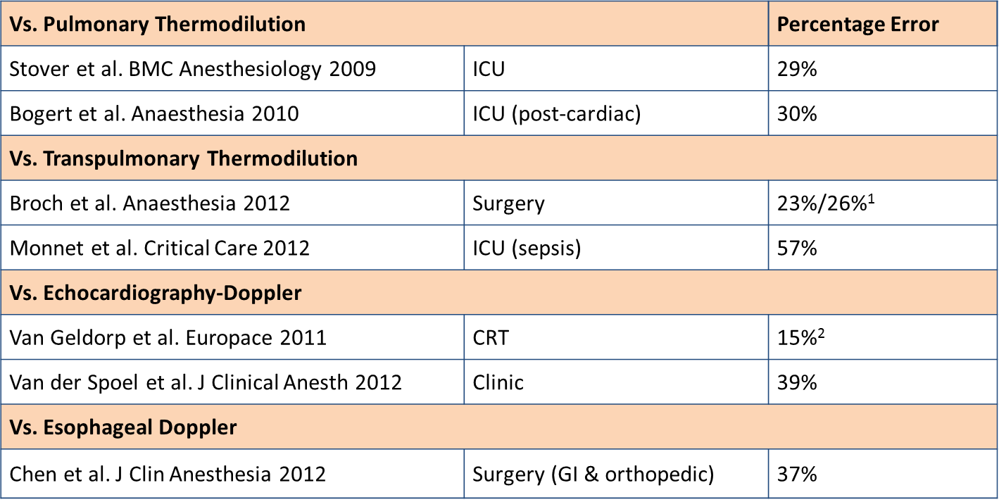 Vs. Pulmonary Thermodilution Percentage Error
Stover et al. BMC Anesthesiology 2009 ICU 29%
Bogert et al. Anaesthesia 2010 ICU (post-cardiac) 30%
Vs. Transpulmonary Thermodilution
Broch et al. Anaesthesia 2012 Surgery 23%/26%¹
Monnet et al. Critical Care 2012 ICU (sepsis) 57%
Vs. Echocardiography-Doppler
Van Geldorp et al. Europace 2011 CRT 15%²
Van der Spoel et al. J Clinical Anesth 2012 Clinic 39%
Vs. Esophageal Doppler
Chen et al. J Clin Anesthesia 2012 Surgery (GI & orthopedic) 37%